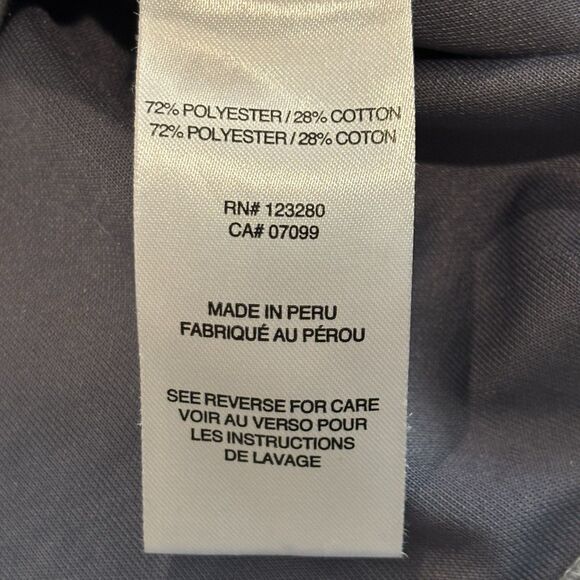 72% POLYESTER / 28% COTTON
72% POLYESTER / 28% COTON
RN# 123280
CA# 07099
MADE IN PERU
FABRIQUÉ AU PÉROU
SEE REVERSE FOR CARE
VOIR AU VERSO POUR
LES INSTRUCTIONS
DE LAVAGE